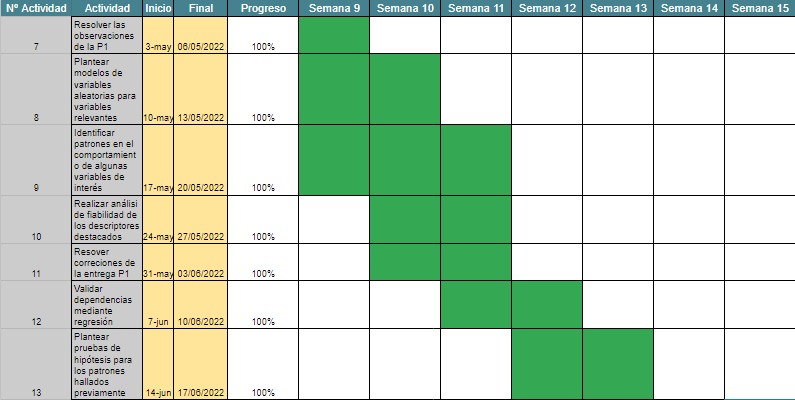 Nº Actividad Actividad Inicio Final Progreso Semana 9 Semana 10 Semana 11 Semana 12 Semana 13 Semana 14 Semana 15
Resolver las
observaciones
7 de la P1 3-may 06/05/2022 100%
Plantear
modelos de
variables
aleatorias para
variables
8 relevantes 10-may 13/05/2022 100%
Identificar
patrones en el
comportamient
o de algunas
variables de
9 interés 17-may 20/05/2022 100%
Realizar análisi
de fiabilidad de
los descriptores
10 destacados 24-may 27/05/2022 100%
Resover
correciones de
11 la entrega P1 31-may 03/06/2022 100%
Validar
dependencias
mediante
12 regresión 7-jun 10/06/2022 100%
Plantear
pruebas de
hipótesis para
los patrones
hallados
13 previamente 14-jun 17/06/2022 100%